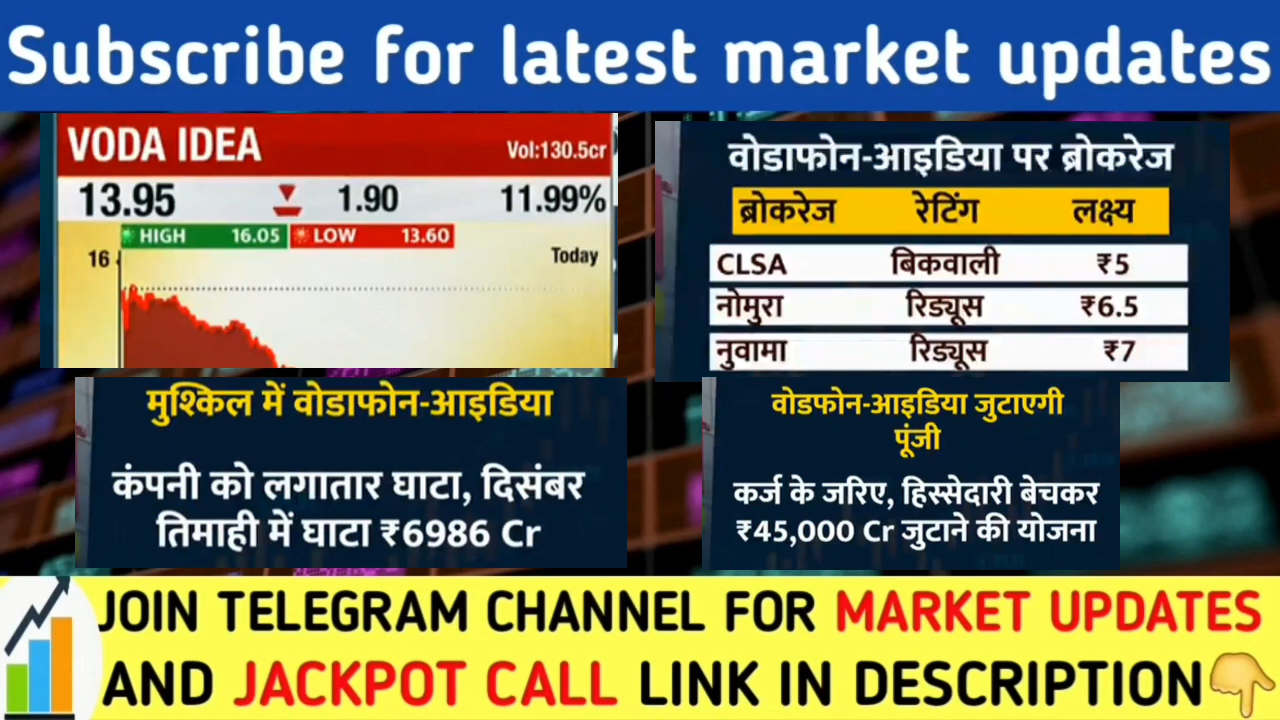 Subscribe for latest market updates
VODA IDEA Vol:130.5cr
13.95 1.90 11.99%
HIGH 16.05 LOW 13.60
16 Today
वोडाफोन-आइडिया पर ब्रोकरेज
ब्रोकरेज रेटिंग लक्ष्य
CLSA बिकवाली ₹5
नोमुरा रिड्यूस ₹6.5
नुवामा रिड्यूस ₹7
मुश्किल में वोडाफोन-आइडिया
कंपनी को लगातार घाटा, दिसंबर
तिमाही में घाटा ₹6986 Cr
वोडफोन-आइडिया जुटाएगी
पूंजी
कर्ज के जरिए, हिस्सेदारी बेचकर
₹45,000 Cr जुटाने की योजना
JOIN TELEGRAM CHANNEL FOR MARKET UPDATES
AND JACKPOT CALL LINK IN DESCRIPTION👇